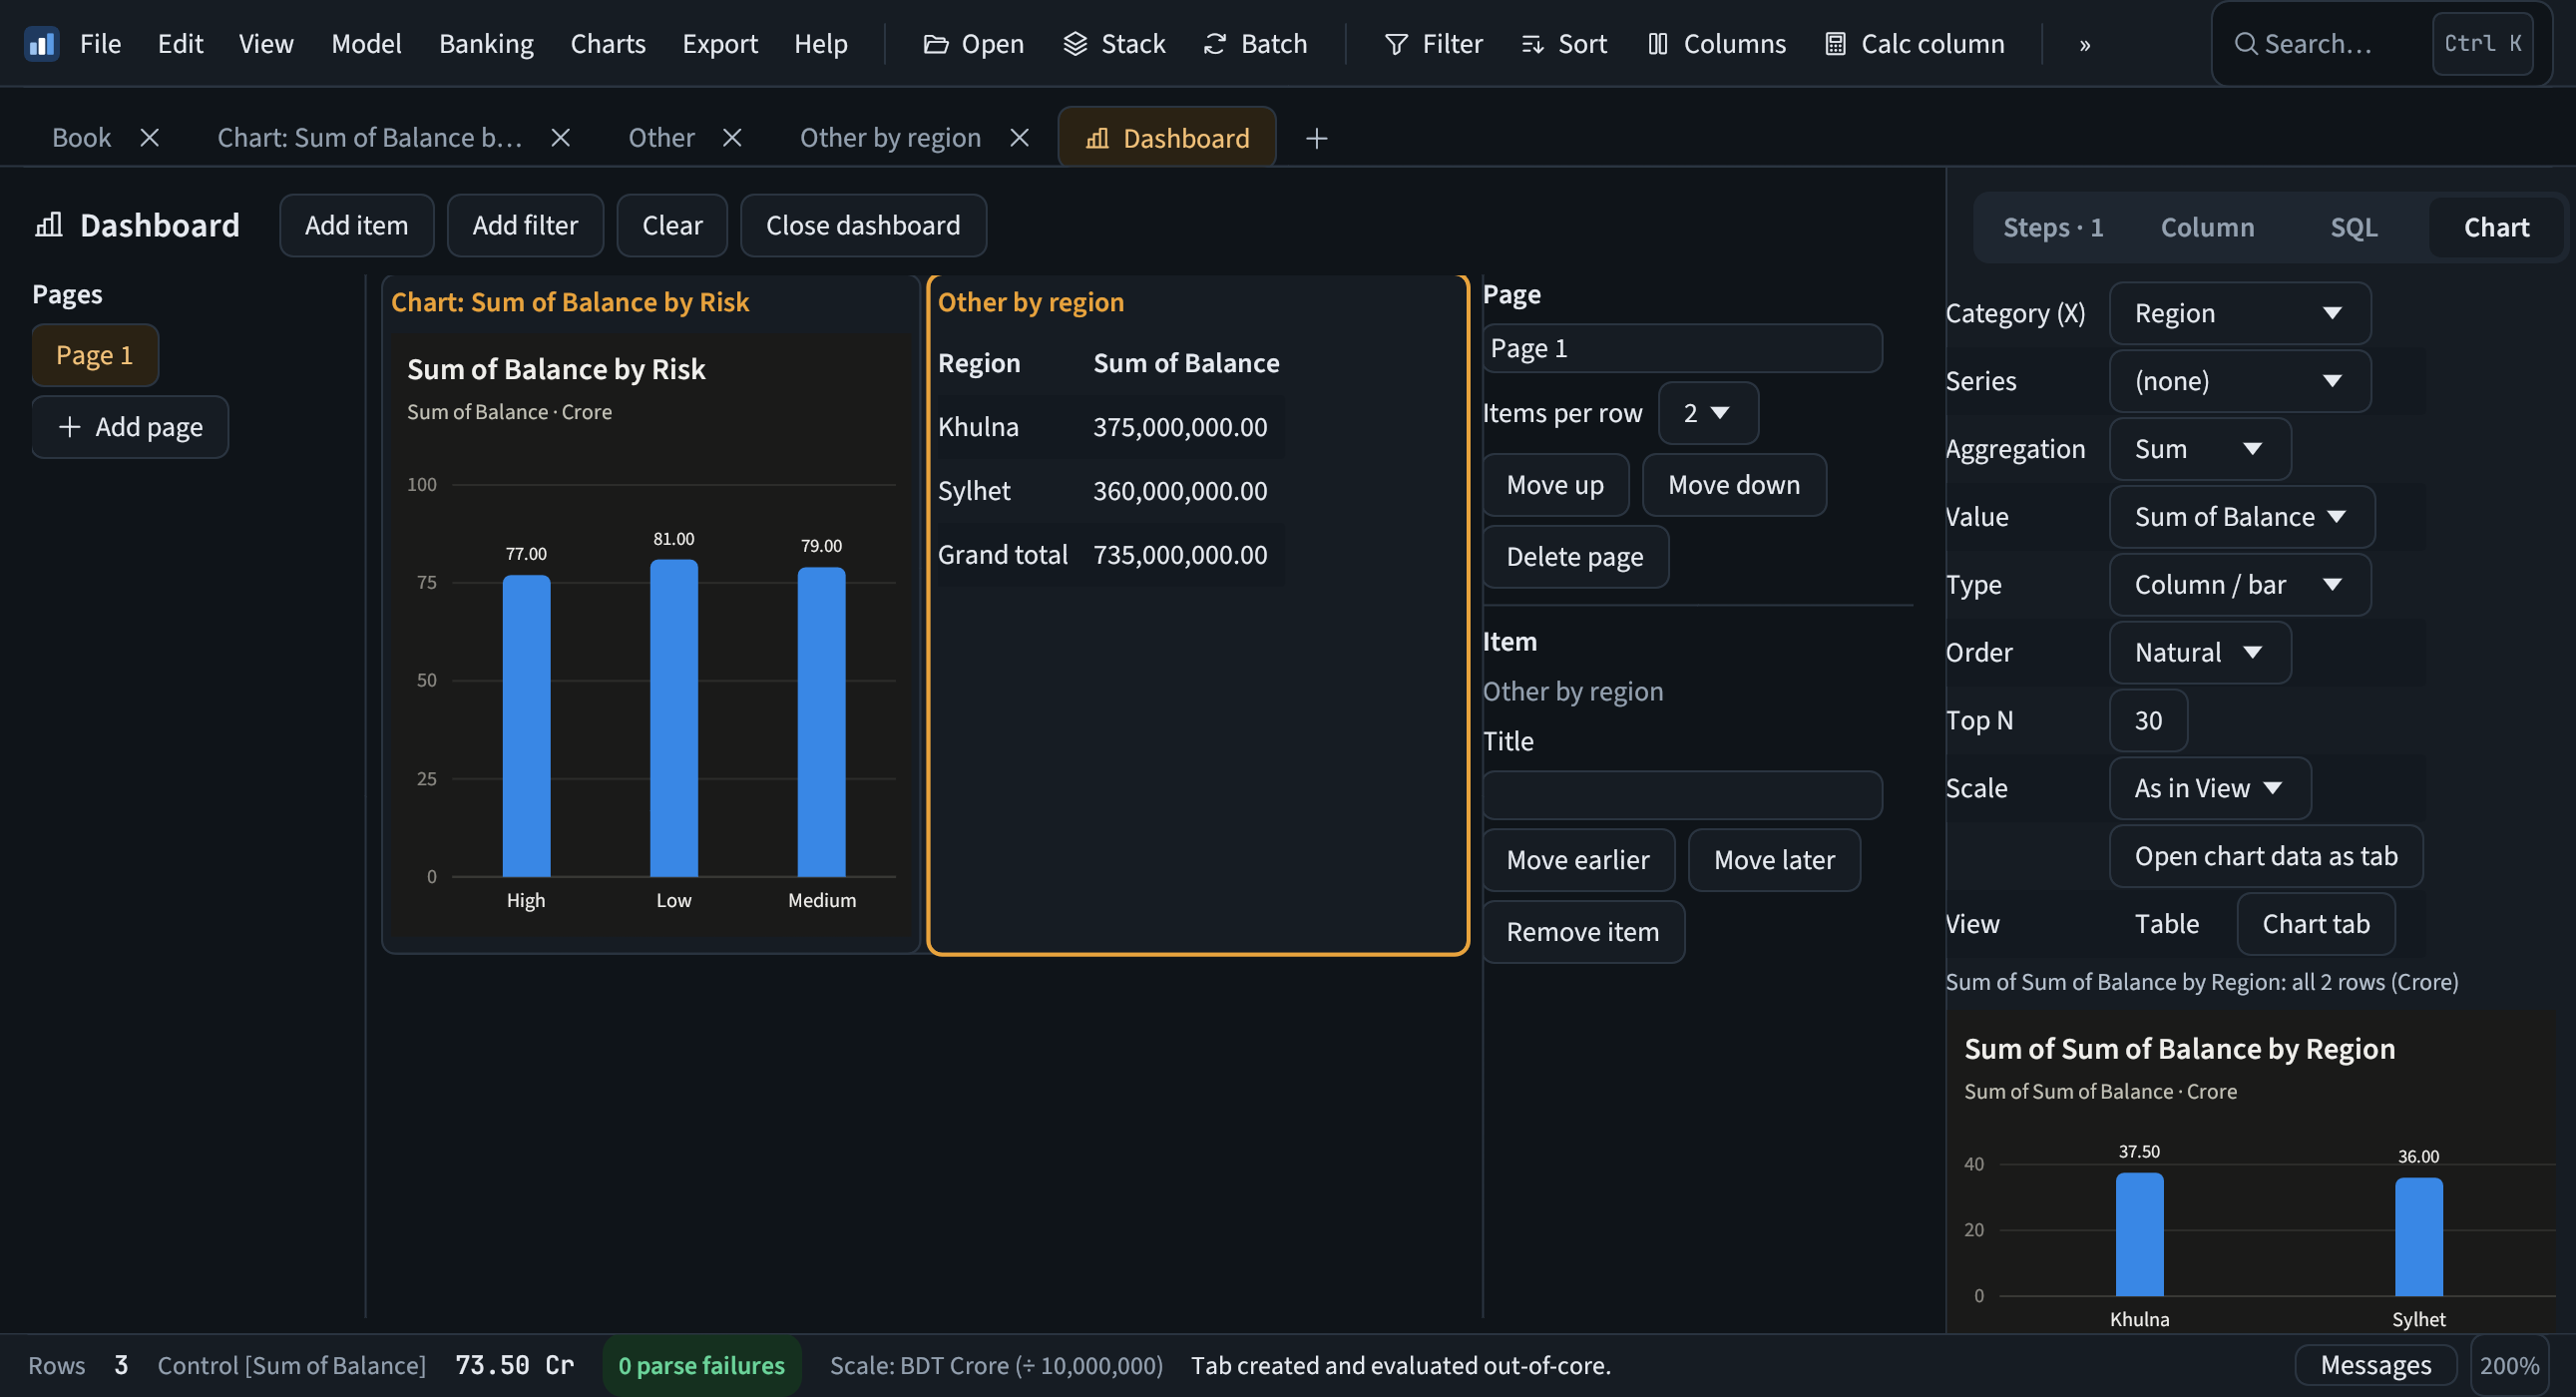 File Edit View Model Banking Charts Export Help Open Stack Batch Filter Sort Columns Calc column » Search... Ctrl K
Book Chart: Sum of Balance b... Other Other by region Dashboard
Dashboard Add item Add filter Clear Close dashboard
Pages
Page 1
Add page
Chart: Sum of Balance by Risk
Sum of Balance by Risk
Sum of Balance · Crore
100
75
50
25
0
77.00 81.00 79.00
High Low Medium
Other by region
Region Sum of Balance
Khulna 375,000,000.00
Sylhet 360,000,000.00
Grand total 735,000,000.00
Page
Page 1
Items per row 2
Move up Move down
Delete page
Item
Other by region
Title
Move earlier Move later
Remove item
Steps · 1 Column SQL Chart
Category (X) Region
Series (none)
Aggregation Sum
Value Sum of Balance
Type Column / bar
Order Natural
Top N 30
Scale As in View
Open chart data as tab
View Table Chart tab
Sum of Sum of Balance by Region: all 2 rows (Crore)
Sum of Sum of Balance by Region
Sum of Sum of Balance · Crore
40
20
0
37.50 36.00
Khulna Sylhet
Rows 3 Control [Sum of Balance] 73.50 Cr 0 parse failures Scale: BDT Crore (÷ 10,000,000) Tab created and evaluated out-of-core. Messages 200%